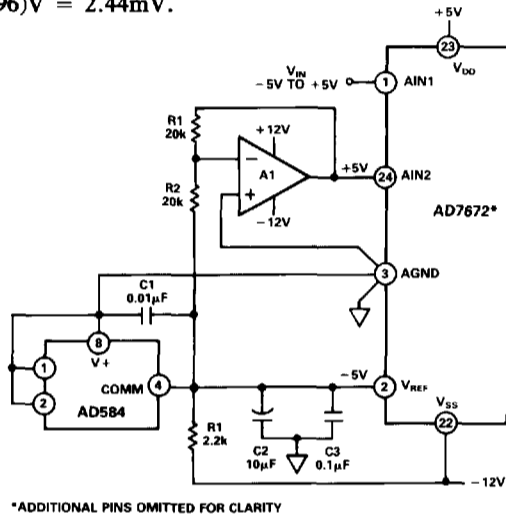 96)V = 2.44mV.
+5V
23
VDD
VIN
-5V TO +5V
1
AIN1
R1
20k
+12V
-
A1
+
-12V
+5V
24
AIN2
R2
20k
AD7672*
3
AGND
C1
0.01µF
8
V+
1
2
COMM
4
AD584
-5V
2
VREF
VSS
22
R1
2.2k
C2
10µF
C3
0.1µF
-12V
*ADDITIONAL PINS OMITTED FOR CLARITY